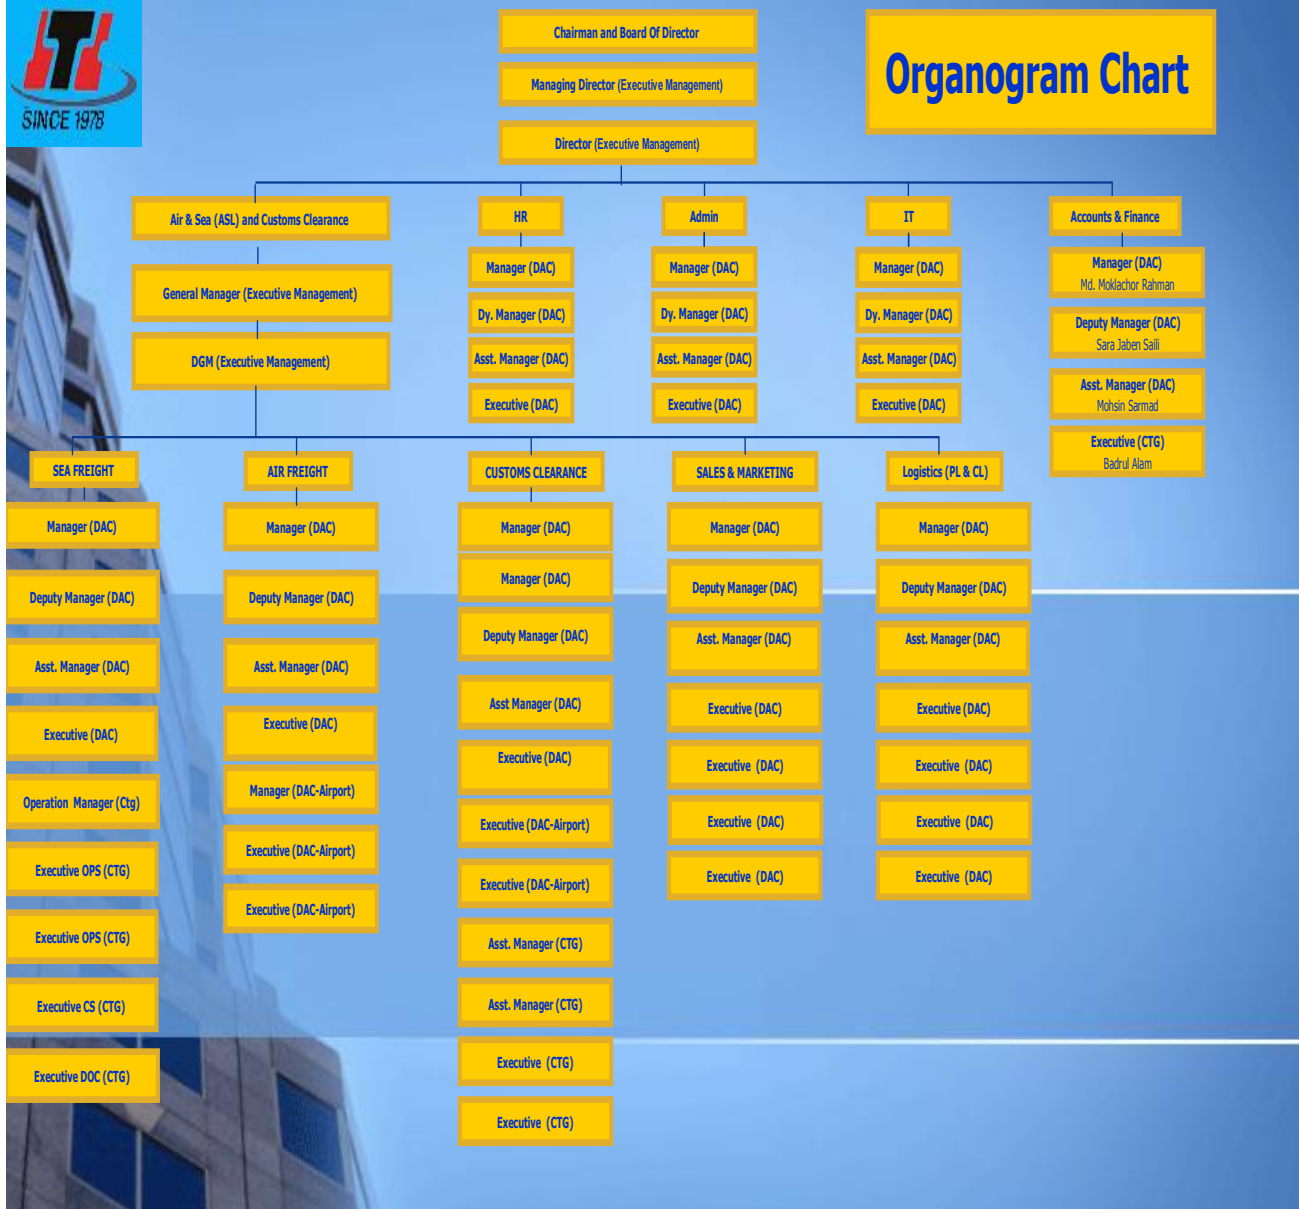 ITS
SINCE 1978
Chairman and Board Of Director
Managing Director (Executive Management)
Director (Executive Management)
Organogram Chart
Air & Sea (ASL) and Customs Clearance
General Manager (Executive Management)
DGM (Executive Management)
HR
Manager (DAC)
Dy. Manager (DAC)
Asst. Manager (DAC)
Executive (DAC)
Admin
Manager (DAC)
Dy. Manager (DAC)
Asst. Manager (DAC)
Executive (DAC)
IT
Manager (DAC)
Dy. Manager (DAC)
Asst. Manager (DAC)
Executive (DAC)
Accounts & Finance
Manager (DAC)
Md. Moklachor Rahman
Deputy Manager (DAC)
Sara Jaben Saili
Asst. Manager (DAC)
Mohsin Sarmad
Executive (CTG)
Badrul Alam
SEA FREIGHT
Manager (DAC)
Deputy Manager (DAC)
Asst. Manager (DAC)
Executive (DAC)
Operation Manager (Ctg)
Executive OPS (CTG)
Executive OPS (CTG)
Executive CS (CTG)
Executive DOC (CTG)
AIR FREIGHT
Manager (DAC)
Deputy Manager (DAC)
Asst. Manager (DAC)
Executive (DAC)
Manager (DAC-Airport)
Executive (DAC-Airport)
Executive (DAC-Airport)
CUSTOMS CLEARANCE
Manager (DAC)
Manager (DAC)
Deputy Manager (DAC)
Asst Manager (DAC)
Executive (DAC)
Executive (DAC-Airport)
Executive (DAC-Airport)
Asst. Manager (CTG)
Asst. Manager (CTG)
Executive (CTG)
Executive (CTG)
SALES & MARKETING
Manager (DAC)
Deputy Manager (DAC)
Asst. Manager (DAC)
Executive (DAC)
Executive (DAC)
Executive (DAC)
Executive (DAC)
Logistics (PL & CL)
Manager (DAC)
Deputy Manager (DAC)
Asst. Manager (DAC)
Executive (DAC)
Executive (DAC)
Executive (DAC)
Executive (DAC)